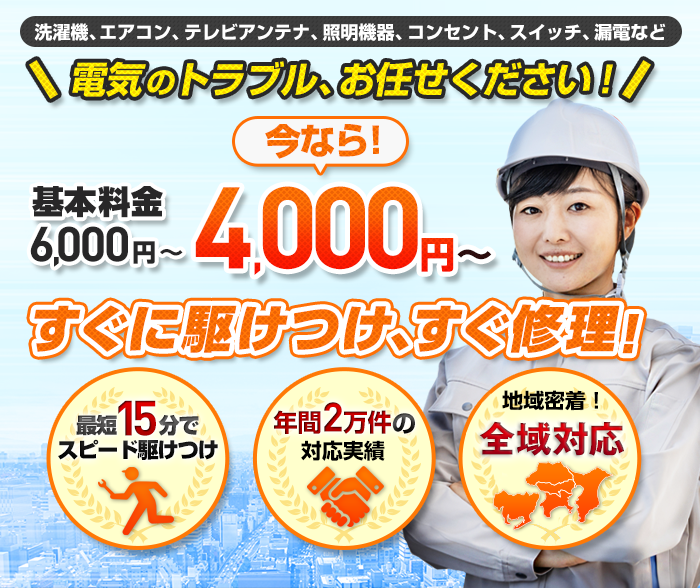 洗濯機、エアコン、テレビアンテナ、照明機器、コンセント、スイッチ、漏電など
電気のトラブル、お任せください！
今なら！
基本料金
6,000円～
4,000円～
すぐに駆けつけ、すぐ修理！
最短15分で
スピード駆けつけ
年間2万件の
対応実績
地域密着！
全域対応